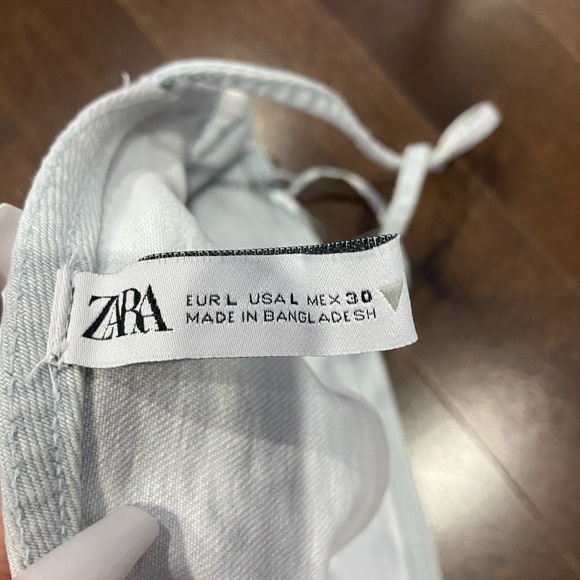 ZARA
EUR L USA L MEX 30
MADE IN BANGLADESH